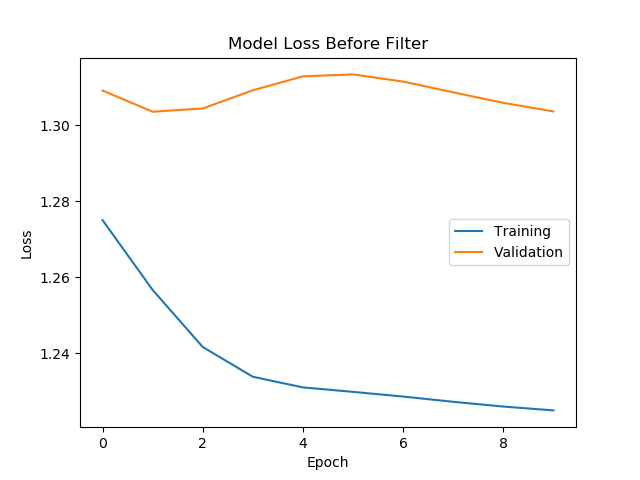 Model Loss Before Filter
Loss
1.30
1.28
1.26
1.24
Training
Validation
0 2 4 6 8
Epoch